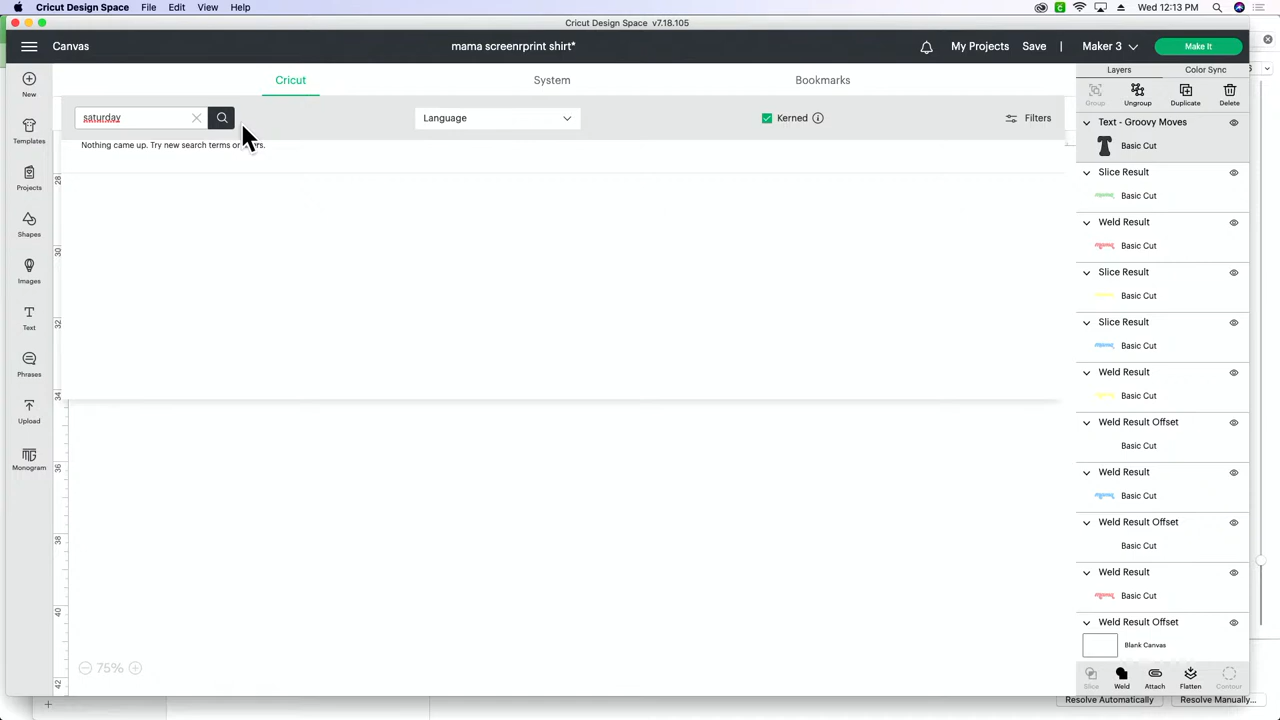 Cricut Design Space File Edit View Help Wed 12:13 PM
Cricut Design Space v7.18.105
Canvas mama screenrprint shirt* My Projects Save | Maker 3 Make It
Cricut System Bookmarks Layers Color Sync
New
saturday Language Kerned Filters
Nothing came up. Try new search terms or
Group Ungroup Duplicate Delete
Templates
Projects
Shapes
Images
Text
Phrases
Upload
Monogram
28
30
32
34
36
38
40
42
75%
Text - Groovy Moves
Basic Cut
Slice Result
Basic Cut
Weld Result
Basic Cut
Slice Result
Basic Cut
Slice Result
Basic Cut
Weld Result
Basic Cut
Weld Result Offset
Basic Cut
Weld Result
Basic Cut
Weld Result Offset
Basic Cut
Weld Result
Basic Cut
Weld Result Offset
Blank Canvas
Slice Weld Attach Flatten Contour
Resolve Automatically Resolve Manually...